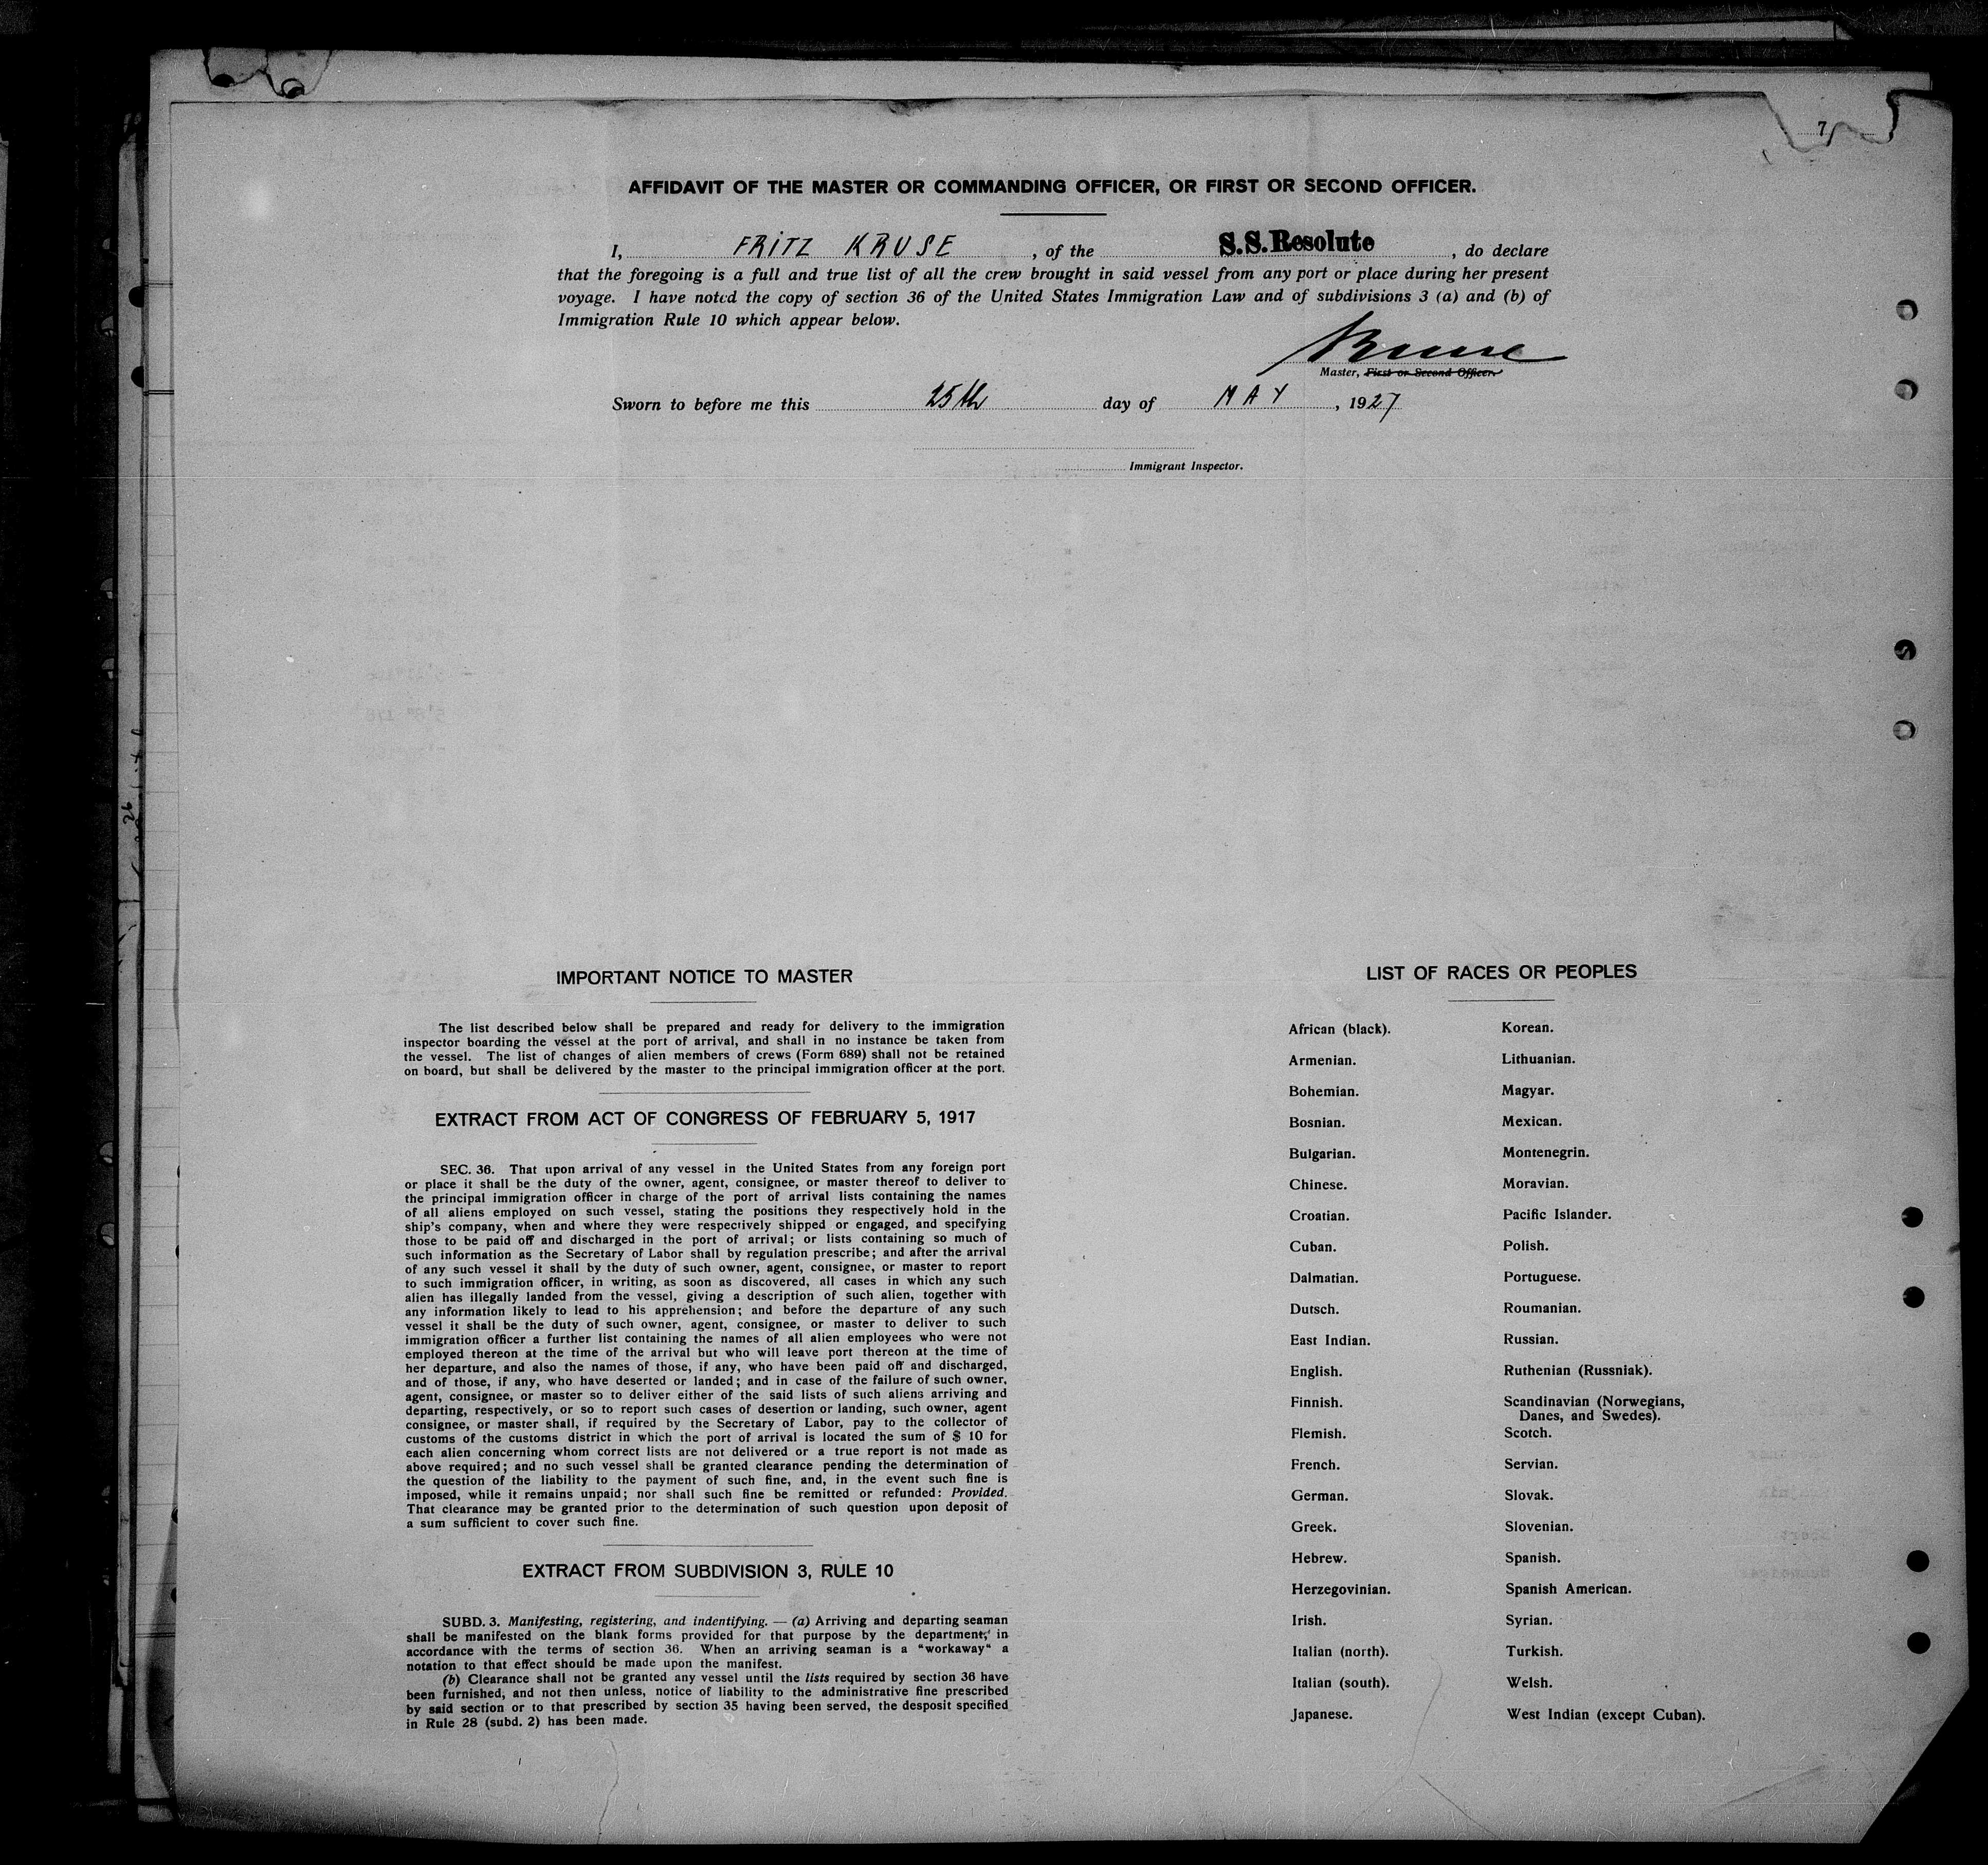 7
AFFIDAVIT OF THE MASTER OR COMMANDING OFFICER, OR FIRST OR SECOND OFFICER.
I, FRITZ KRUSE , of the S.S. Resolute , do declare
that the foregoing is a full and true list of all the crew brought in said vessel from any port or place during her present
voyage. I have noted the copy of section 36 of the United States Immigration Law and of subdivisions 3 (a) and (b) of
Immigration Rule 10 which appear below.
Kruse
Master, First or Second Officer.
Sworn to before me this 25th day of MAY , 1927
Immigrant Inspector.
IMPORTANT NOTICE TO MASTER
The list described below shall be prepared and ready for delivery to the immigration
inspector boarding the vessel at the port of arrival, and shall in no instance be taken from
the vessel. The list of changes of alien members of crews (Form 689) shall not be retained
on board, but shall be delivered by the master to the principal immigration officer at the port.
EXTRACT FROM ACT OF CONGRESS OF FEBRUARY 5, 1917
SEC. 36. That upon arrival of any vessel in the United States from any foreign port
or place it shall be the duty of the owner, agent, consignee, or master thereof to deliver to
the principal immigration officer in charge of the port of arrival lists containing the names
of all aliens employed on such vessel, stating the positions they respectively hold in the
ship's company, when and where they were respectively shipped or engaged, and specifying
those to be paid off and discharged in the port of arrival; or lists containing so much of
such information as the Secretary of Labor shall by regulation prescribe; and after the arrival
of any such vessel it shall by the duty of such owner, agent, consignee, or master to report
to such immigration officer, in writing, as soon as discovered, all cases in which any such
alien has illegally landed from the vessel, giving a description of such alien, together with
any information likely to lead to his apprehension; and before the departure of any such
vessel it shall be the duty of such owner, agent, consignee, or master to deliver to such
immigration officer a further list containing the names of all alien employees who were not
employed thereon at the time of the arrival but who will leave port thereon at the time of
her departure, and also the names of those, if any, who have been paid off and discharged,
and of those, if any, who have deserted or landed; and in case of the failure of such owner,
agent, consignee, or master so to deliver either of the said lists of such aliens arriving and
departing, respectively, or so to report such cases of desertion or landing, such owner, agent
consignee, or master shall, if required by the Secretary of Labor, pay to the collector of
customs of the customs district in which the port of arrival is located the sum of $ 10 for
each alien concerning whom correct lists are not delivered or a true report is not made as
above required; and no such vessel shall be granted clearance pending the determination of
the question of the liability to the payment of such fine, and, in the event such fine is
imposed, while it remains unpaid; nor shall such fine be remitted or refunded: Provided.
That clearance may be granted prior to the determination of such question upon deposit of
a sum sufficient to cover such fine.
EXTRACT FROM SUBDIVISION 3, RULE 10
SUBD. 3. Manifesting, registering, and indentifying. — (a) Arriving and departing seaman
shall be manifested on the blank forms provided for that purpose by the department, in
accordance with the terms of section 36. When an arriving seaman is a "workaway" a
notation to that effect should be made upon the manifest.
(b) Clearance shall not be granted any vessel until the lists required by section 36 have
been furnished, and not then unless, notice of liability to the administrative fine prescribed
by said section or to that prescribed by section 35 having been served, the desposit specified
in Rule 28 (subd. 2) has been made.
LIST OF RACES OR PEOPLES
African (black).
Armenian.
Bohemian.
Bosnian.
Bulgarian.
Chinese.
Croatian.
Cuban.
Dalmatian.
Dutsch.
East Indian.
English.
Finnish.
Flemish.
French.
German.
Greek.
Hebrew.
Herzegovinian.
Irish.
Italian (north).
Italian (south).
Japanese.
Korean.
Lithuanian.
Magyar.
Mexican.
Montenegrin.
Moravian.
Pacific Islander.
Polish.
Portuguese.
Roumanian.
Russian.
Ruthenian (Russniak).
Scandinavian (Norwegians,
Danes, and Swedes).
Scotch.
Servian.
Slovak.
Slovenian.
Spanish.
Spanish American.
Syrian.
Turkish.
Welsh.
West Indian (except Cuban).